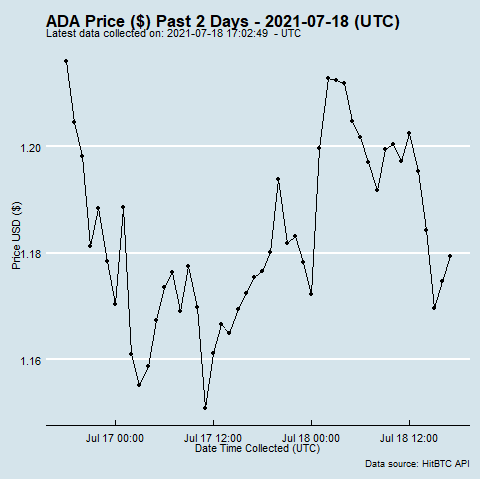 ADA Price ($) Past 2 Days - 2021-07-18 (UTC)
Latest data collected on: 2021-07-18 17:02:49 - UTC
1.20
1.18
1.16
Price USD ($)
Jul 17 00:00
Jul 17 12:00
Jul 18 00:00
Jul 18 12:00
Date Time Collected (UTC)
Data source: HitBTC API